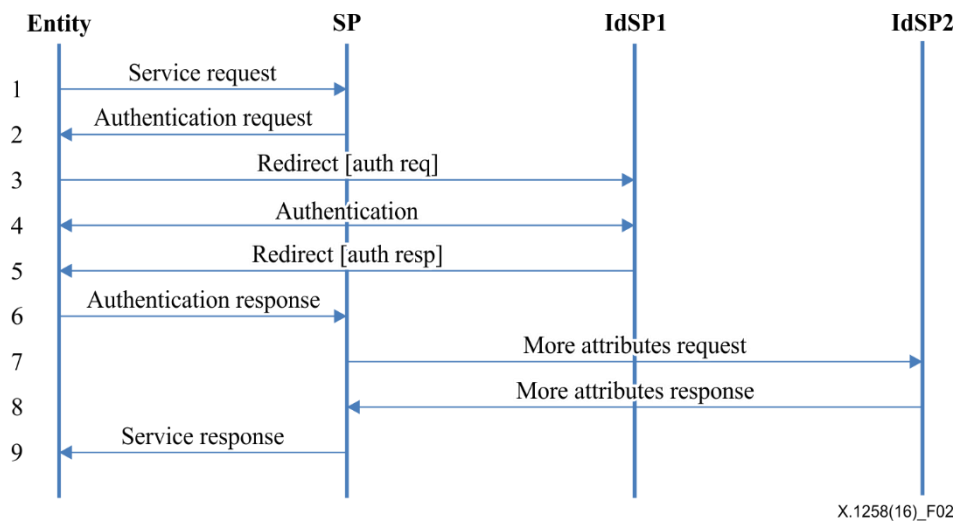 Entity SP IdSP1 IdSP2
1 Service request
2 Authentication request
3 Redirect [auth req]
4 Authentication
5 Redirect [auth resp]
6 Authentication response
7 More attributes request
8 More attributes response
9 Service response
X.1258(16)_F02